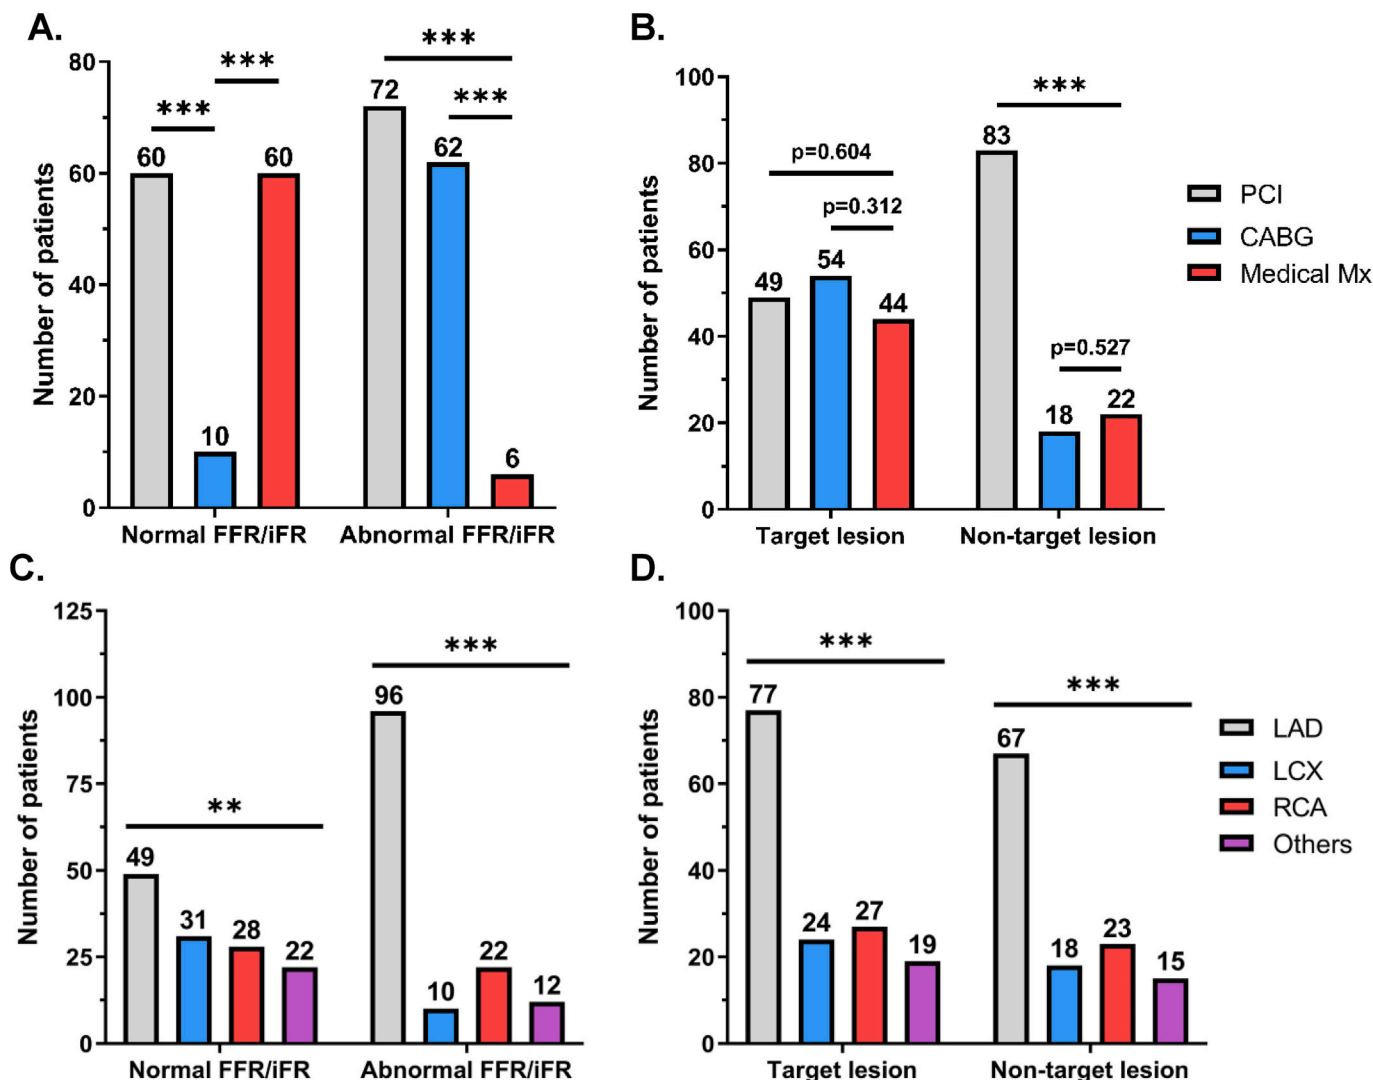 A.
Number of patients
80
60
40
20
0
***
***
***
***
60
10
60
72
62
6
Normal FFR/iFR
Abnormal FFR/iFR
B.
Number of patients
100
80
60
40
20
0
p=0.604
p=0.312
***
p=0.527
49
54
44
83
18
22
Target lesion
Non-target lesion
PCI
CABG
Medical Mx
C.
Number of patients
125
100
75
50
25
0
**
***
49
31
28
22
96
10
22
12
Normal FFR/iFR
Abnormal FFR/iFR
D.
Number of patients
100
80
60
40
20
0
***
***
77
24
27
19
67
18
23
15
Target lesion
Non-target lesion
LAD
LCX
RCA
Others